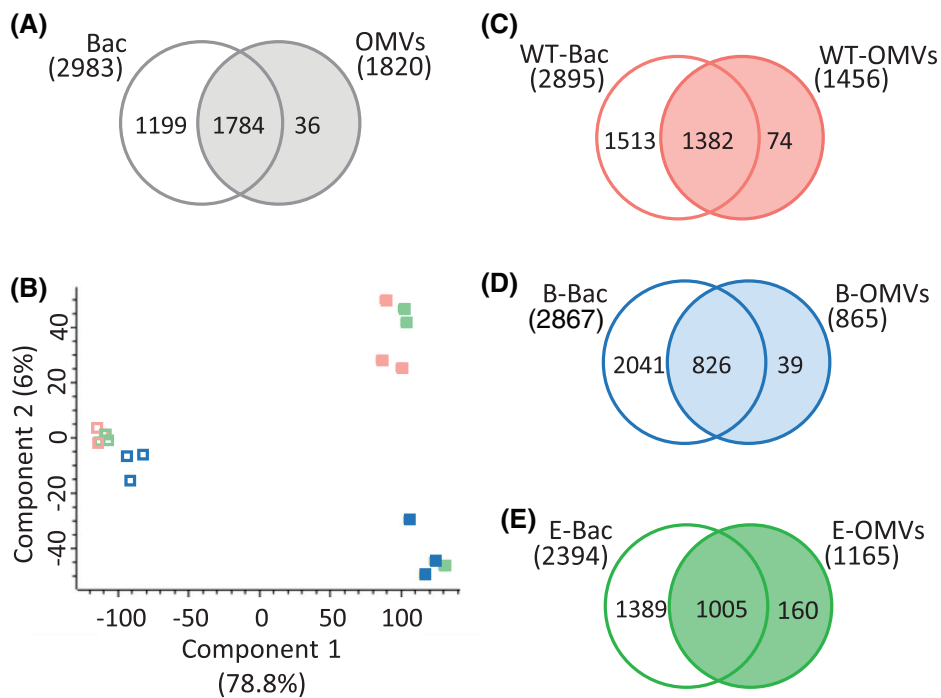 (A)
Bac
(2983)
OMVs
(1820)
1199
1784
36
(B)
Component 2 (6%)
40
20
0
-20
-40
-100
-50
0
50
100
Component 1
(78.8%)
(C)
WT-Bac
(2895)
WT-OMVs
(1456)
1513
1382
74
(D)
B-Bac
(2867)
B-OMVs
(865)
2041
826
39
(E)
E-Bac
(2394)
E-OMVs
(1165)
1389
1005
160